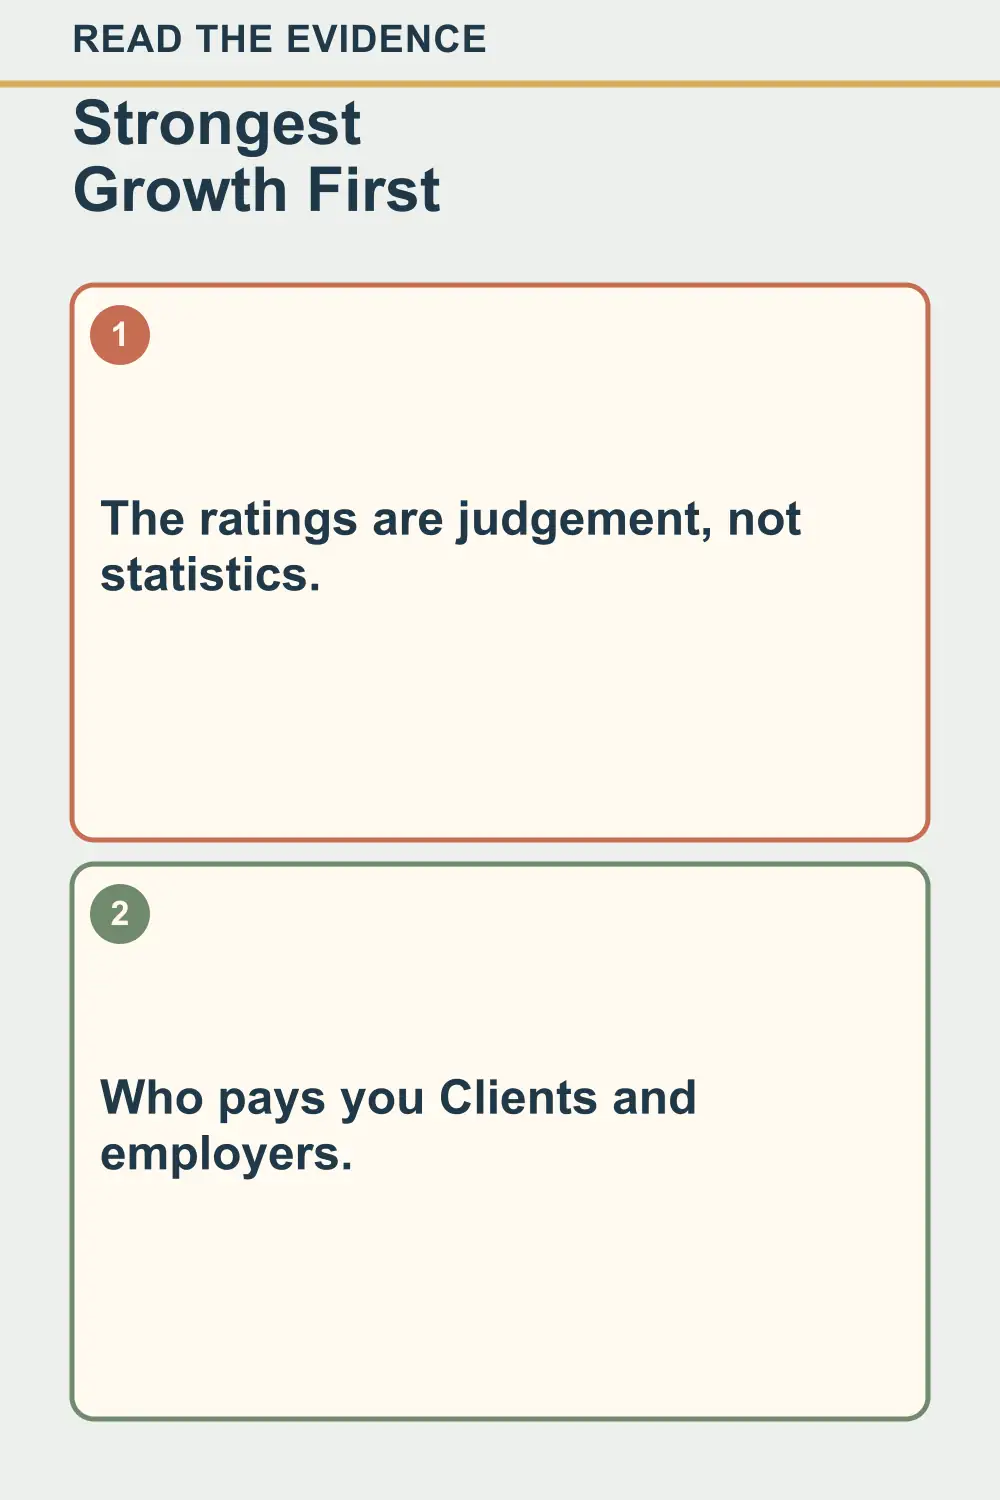 READ THE EVIDENCE
Strongest
Growth First
1
The ratings are judgement, not
statistics.
2
Who pays you Clients and
employers.